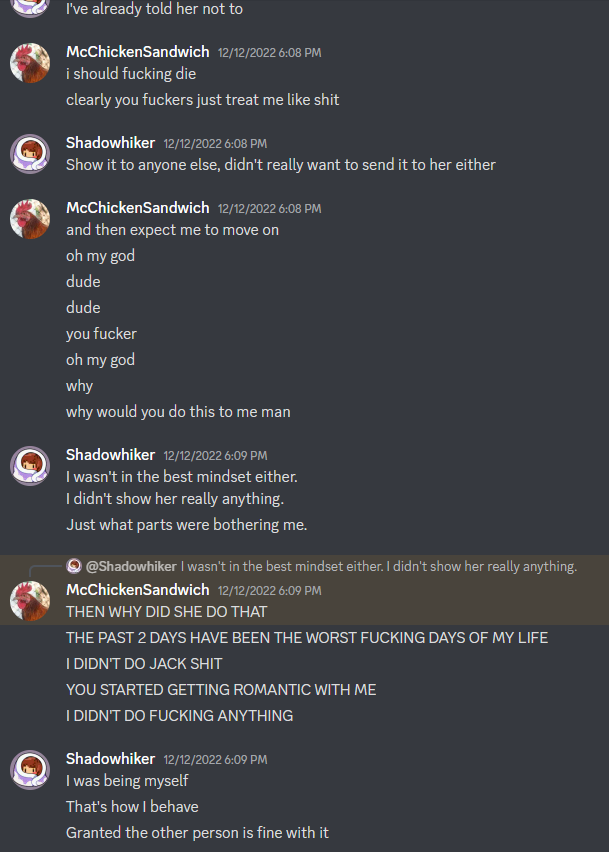 I've already told her not to
McChickenSandwich 12/12/2022 6:08 PM
i should fucking die
clearly you fuckers just treat me like shit
Shadowhiker 12/12/2022 6:08 PM
Show it to anyone else, didn't really want to send it to her either
McChickenSandwich 12/12/2022 6:08 PM
and then expect me to move on
oh my god
dude
dude
you fucker
oh my god
why
why would you do this to me man
Shadowhiker 12/12/2022 6:09 PM
I wasn't in the best mindset either.
I didn't show her really anything.
Just what parts were bothering me.
@Shadowhiker I wasn't in the best mindset either. I didn't show her really anything.
McChickenSandwich 12/12/2022 6:09 PM
THEN WHY DID SHE DO THAT
THE PAST 2 DAYS HAVE BEEN THE WORST FUCKING DAYS OF MY LIFE
I DIDN'T DO JACK SHIT
YOU STARTED GETTING ROMANTIC WITH ME
I DIDN'T DO FUCKING ANYTHING
Shadowhiker 12/12/2022 6:09 PM
I was being myself
That's how I behave
Granted the other person is fine with it